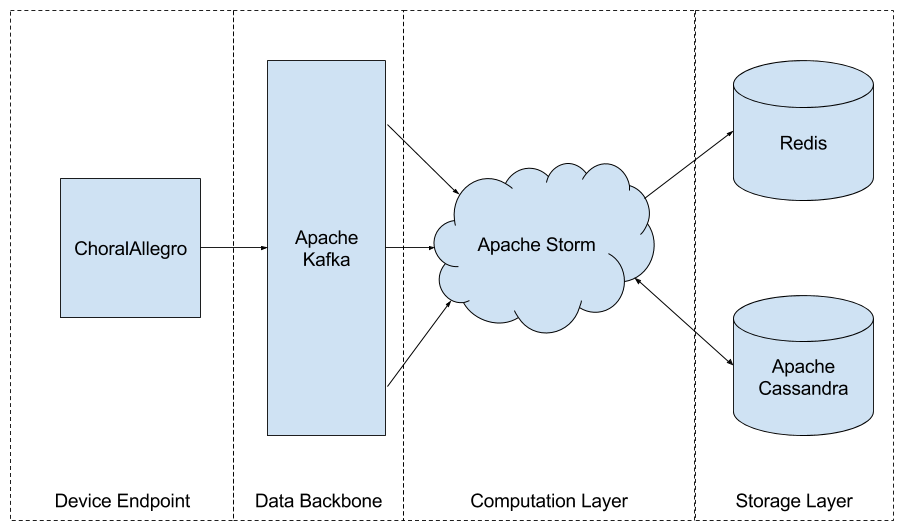 ChoralAllegro
Apache
Kafka
Apache Storm
Redis
Apache
Cassandra
Device Endpoint
Data Backbone
Computation Layer
Storage Layer